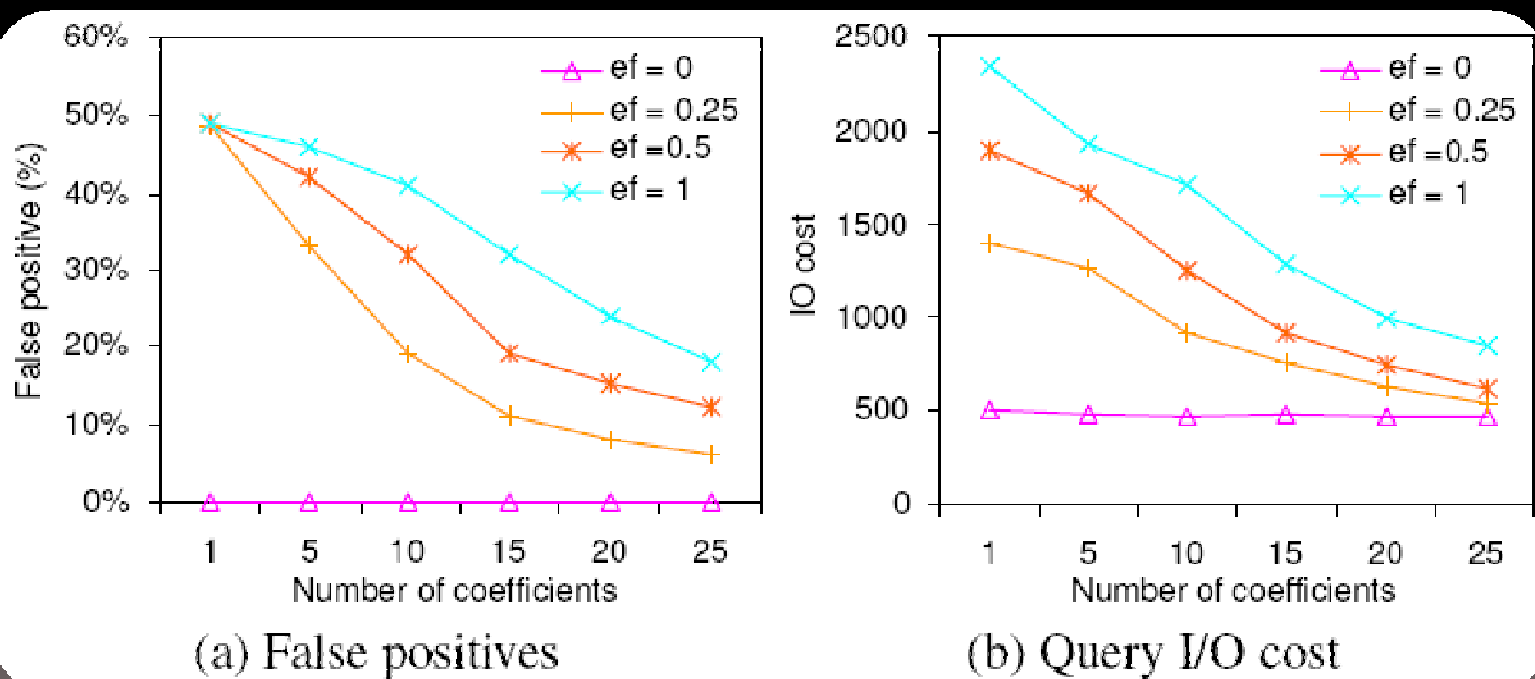 60%
50%
40%
30%
20%
10%
0%
False positive (%)
ef = 0
ef = 0.25
ef =0.5
ef = 1
1 5 10 15 20 25
Number of coefficients
(a) False positives
2500
2000
1500
1000
500
0
IO cost
ef = 0
ef = 0.25
ef =0.5
ef = 1
1 5 10 15 20 25
Number of coefficients
(b) Query I/O cost